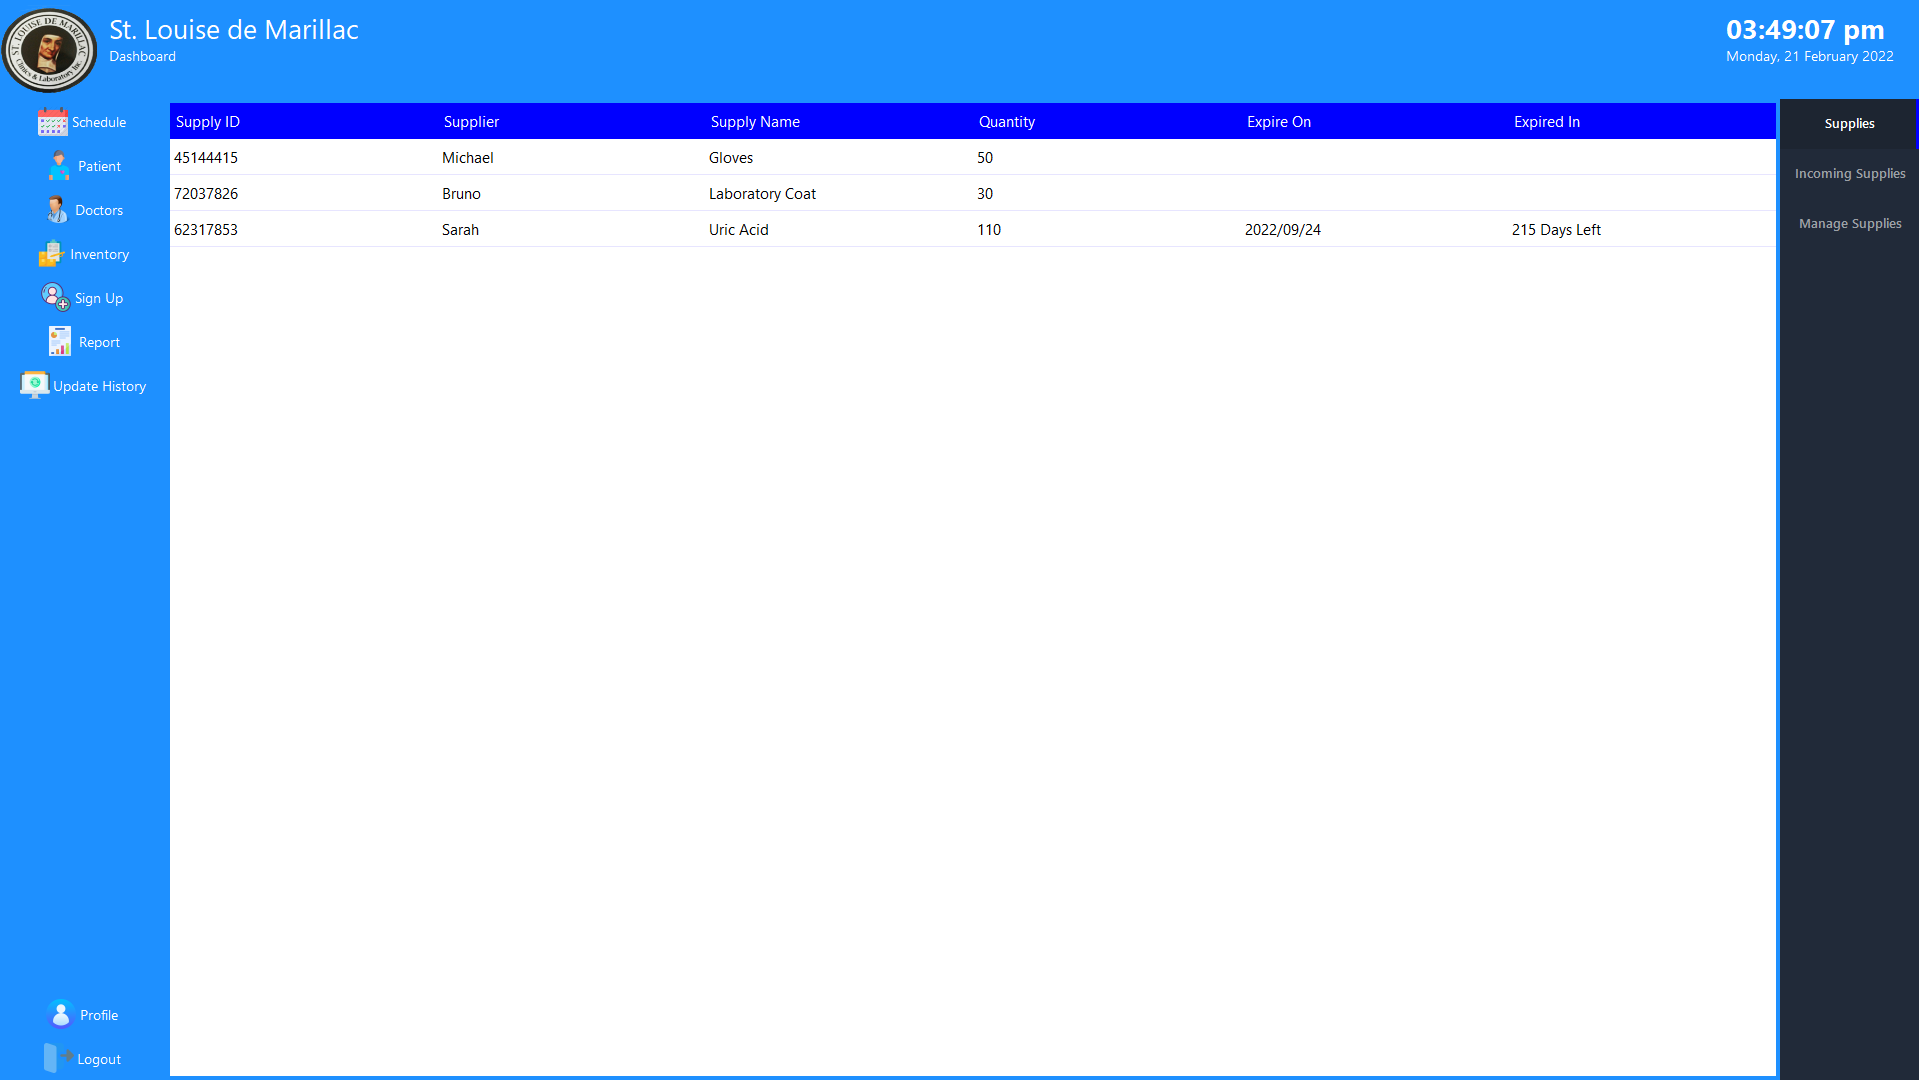 ST. LOUISE DE MARILLAC
Clinics & Laboratory Inc.
St. Louise de Marillac
Dashboard
03:49:07 pm
Monday, 21 February 2022
Schedule
Patient
Doctors
Inventory
Sign Up
Report
Update History
Profile
Logout
Supply ID Supplier Supply Name Quantity Expire On Expired In
45144415 Michael Gloves 50
72037826 Bruno Laboratory Coat 30
62317853 Sarah Uric Acid 110 2022/09/24 215 Days Left
Supplies
Incoming Supplies
Manage Supplies